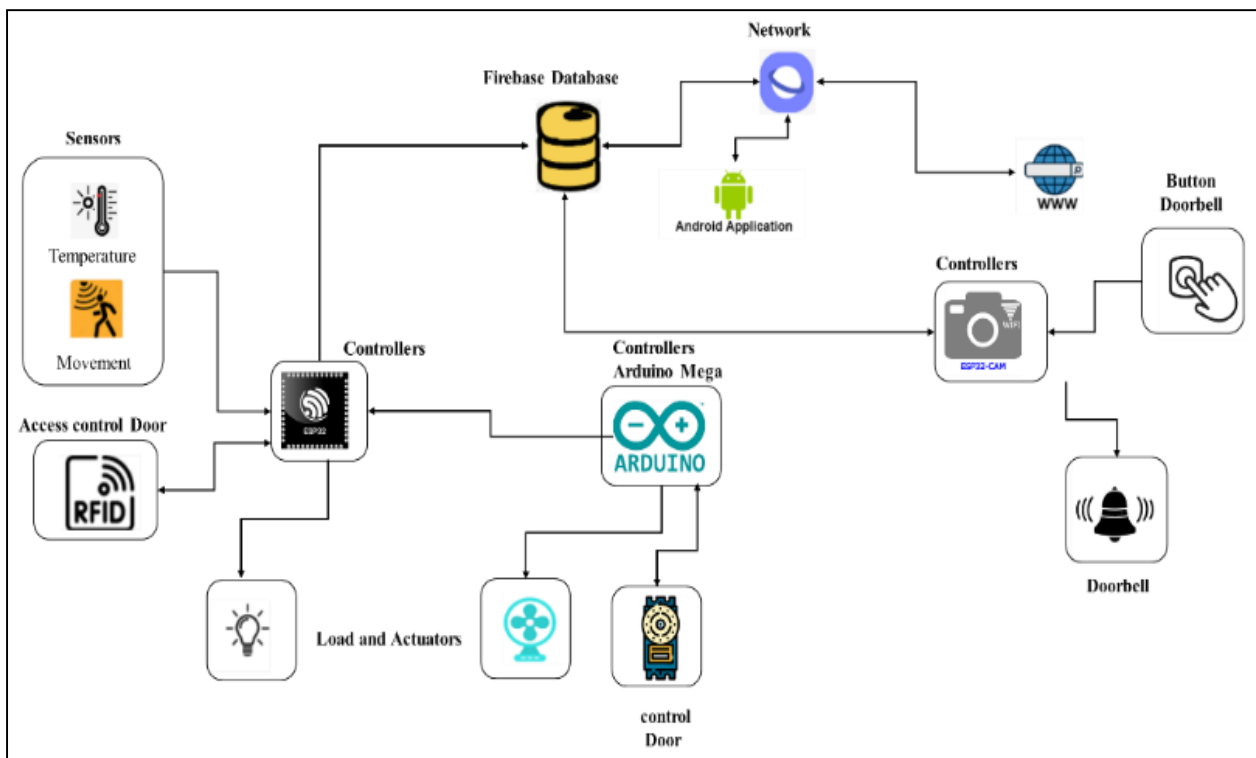 Network
Firebase Database
Sensors
WWW
Button
Doorbell
Android Application
Temperature
Controllers
WiFi
ESP32-CAM
Movement
Controllers
ESP32
Controllers
Arduino Mega
ARDUINO
Access control Door
RFID
Doorbell
Load and Actuators
control
Door